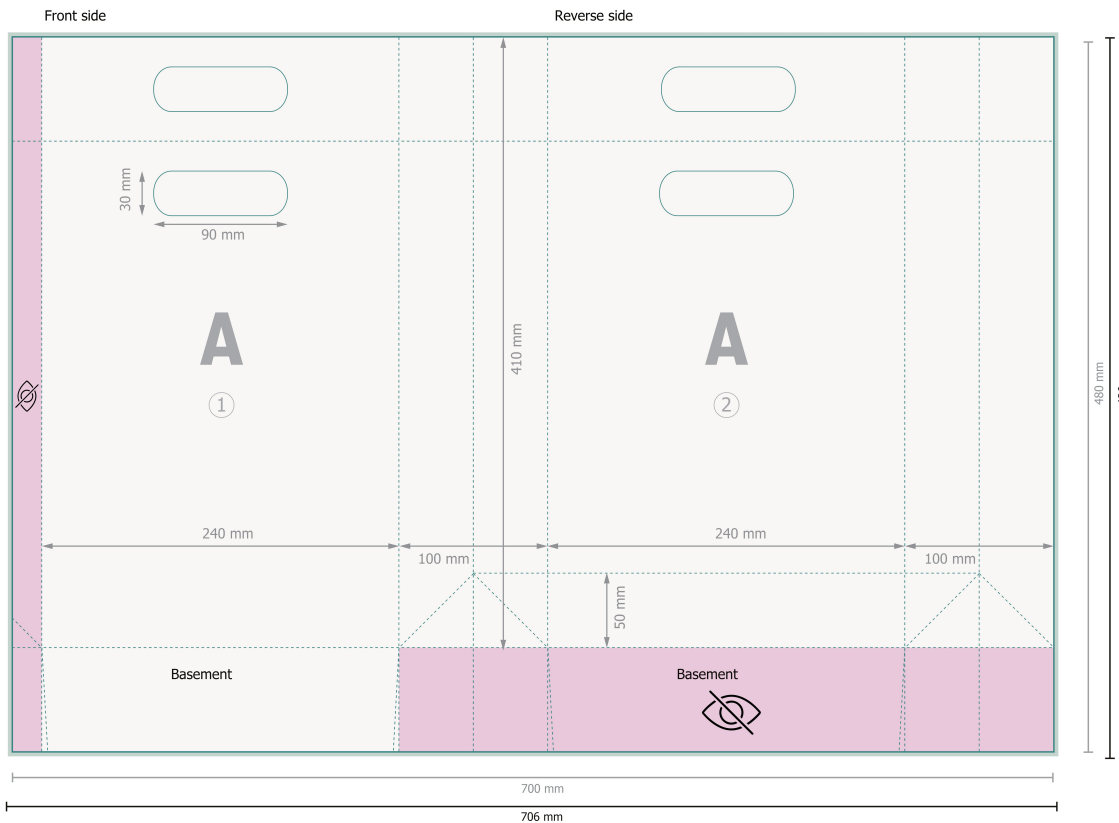 Front side
Reverse side
30 mm
90 mm
A
1
A
2
410 mm
480 mm
240 mm
100 mm
240 mm
100 mm
50 mm
Basement
Basement
700 mm
706 mm